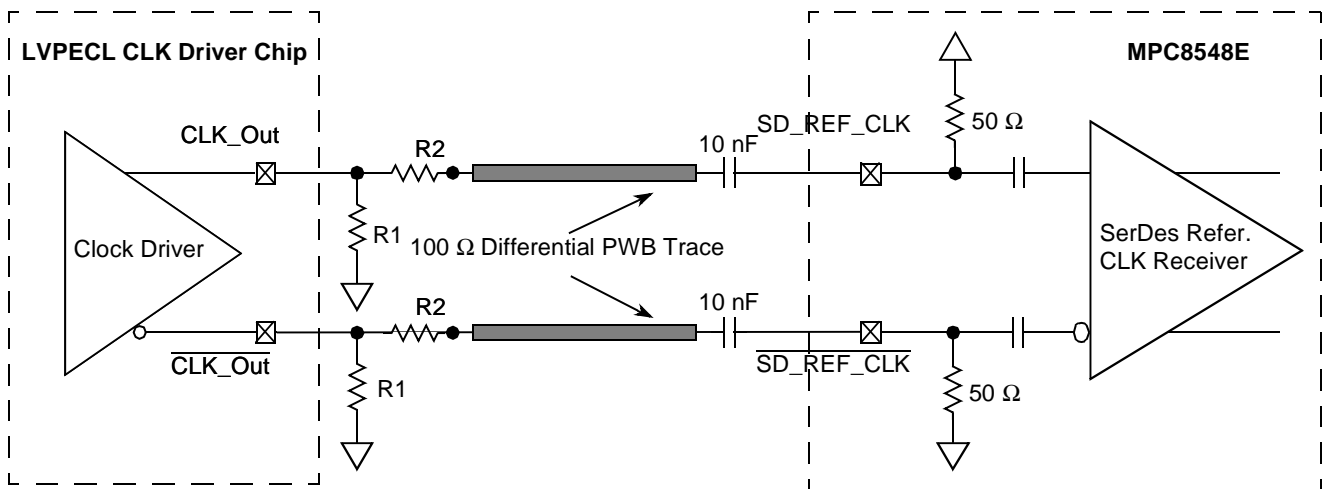 LVPECL CLK Driver Chip
MPC8548E
CLK_Out
R2
10 nF
SD_REF_CLK
50 Ω
Clock Driver
R1
100 Ω Differential PWB Trace
SerDes Refer.
CLK Receiver
R2
10 nF
CLK_Out
R1
SD_REF_CLK
50 Ω